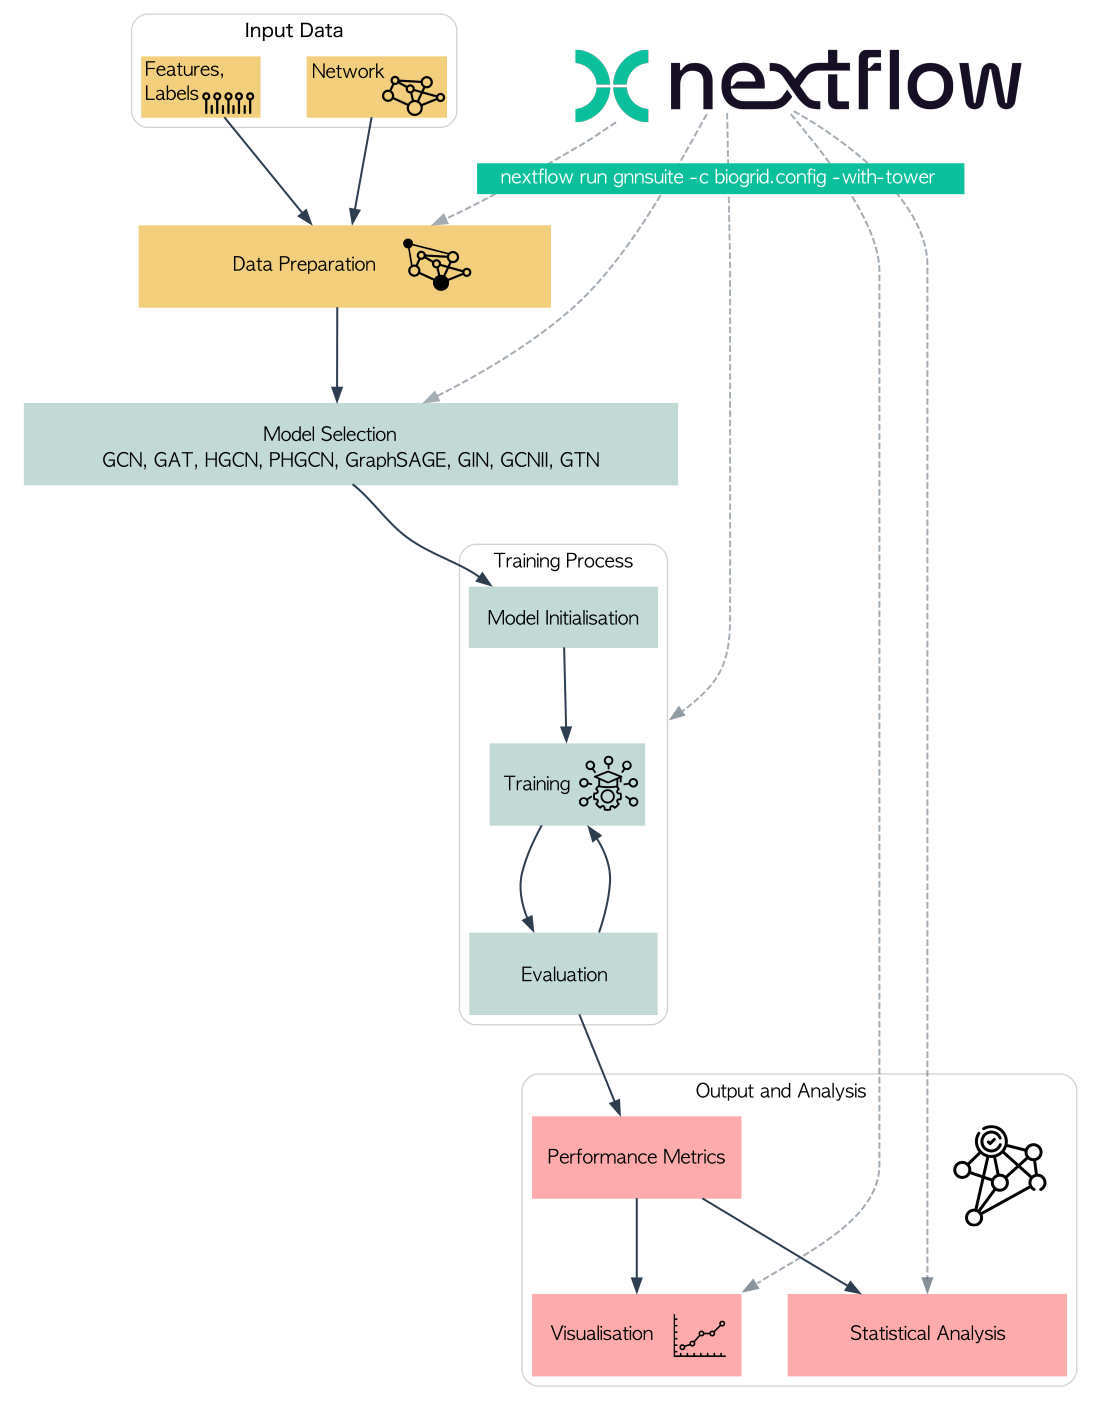 Input Data
Features,
Labels
Network
nextflow
nextflow run gnnsuite -c biogrid.config -with-tower
Data Preparation
Model Selection
GCN, GAT, HGCN, PHGCN, GraphSAGE, GIN, GCNII, GTN
Training Process
Model Initialisation
Training
Evaluation
Output and Analysis
Performance Metrics
Visualisation
Statistical Analysis